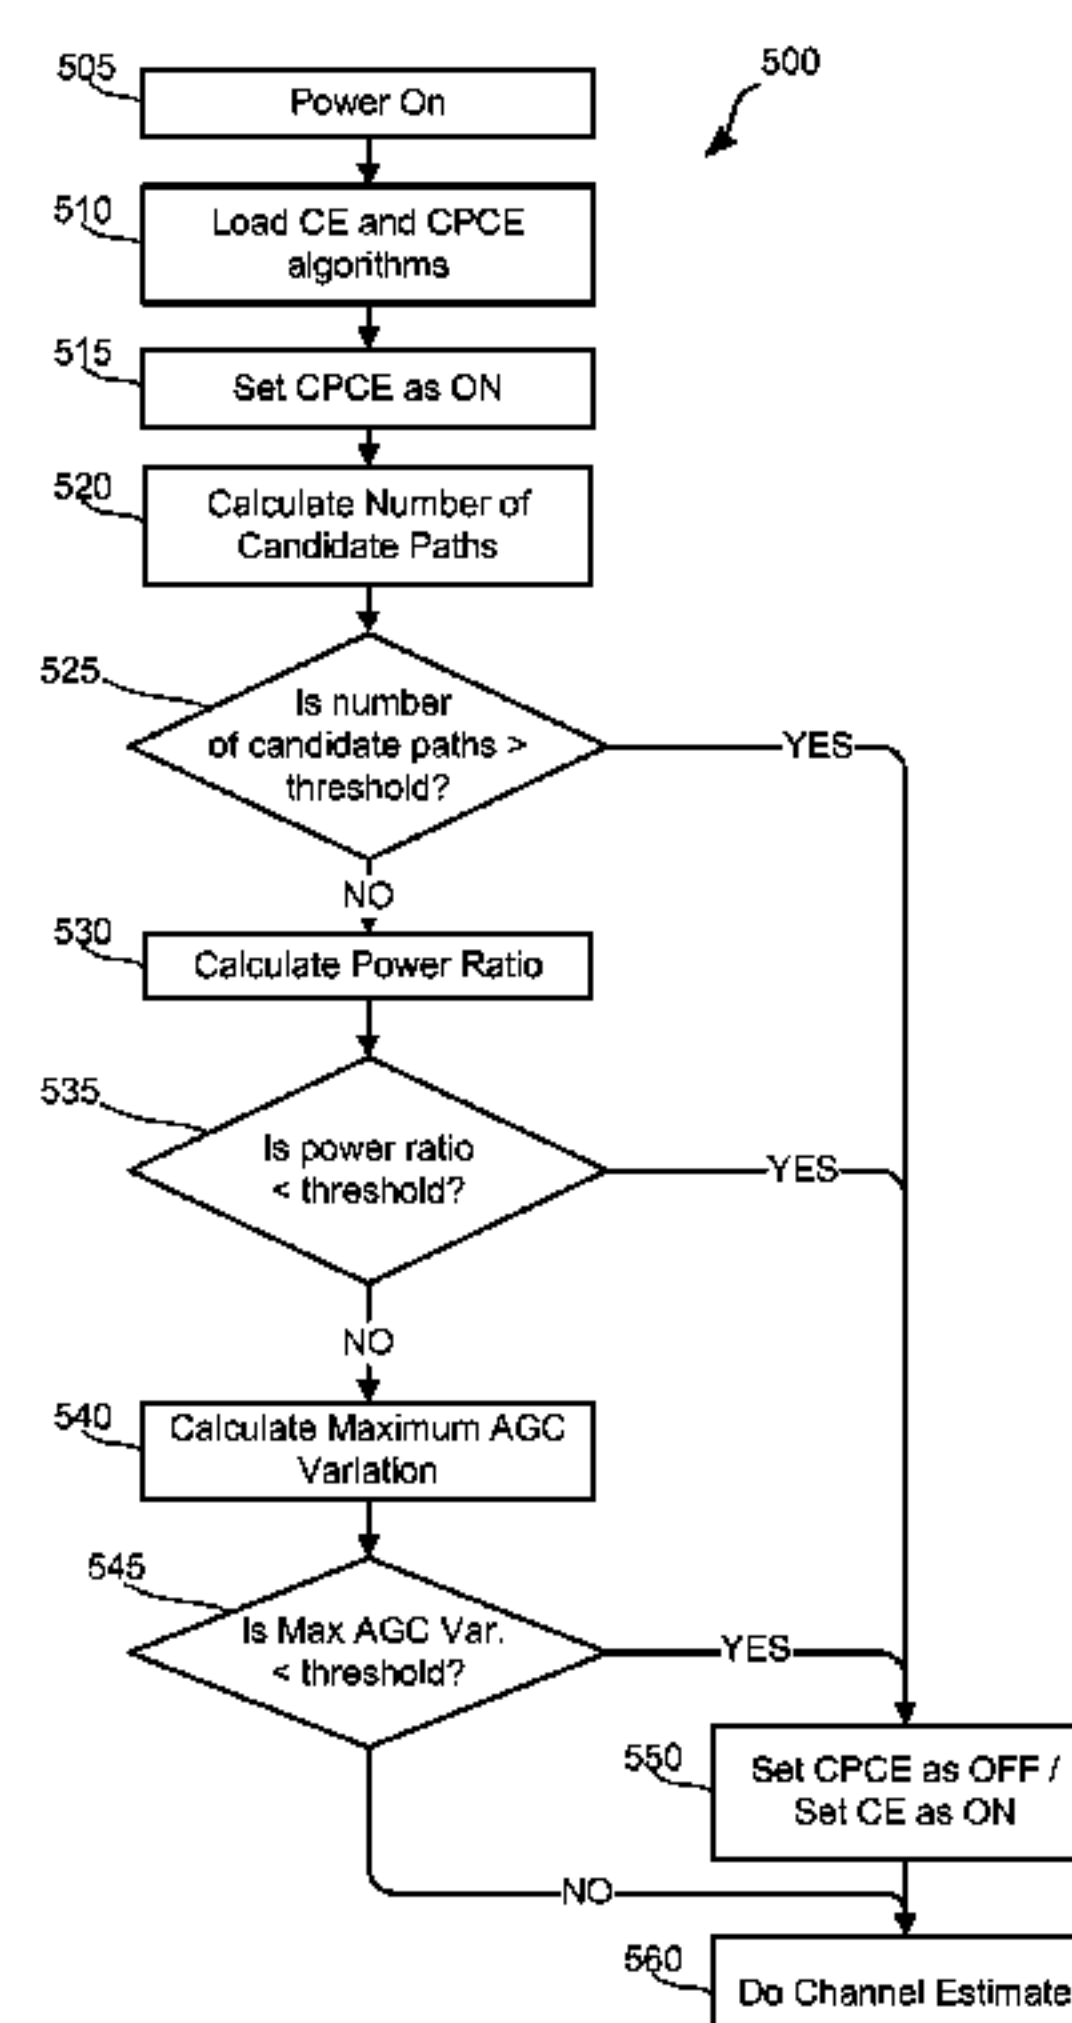 500
505
Power On
510
Load CE and CPCE
algorithms
515
Set CPCE as ON
520
Calculate Number of
Candidate Paths
525
Is number
of candidate paths >
threshold?
YES
NO
530
Calculate Power Ratio
535
Is power ratio
< threshold?
YES
NO
540
Calculate Maximum AGC
Variation
545
Is Max AGC Var.
< threshold?
YES
550
Set CPCE as OFF /
Set CE as ON
NO
560
Do Channel Estimate